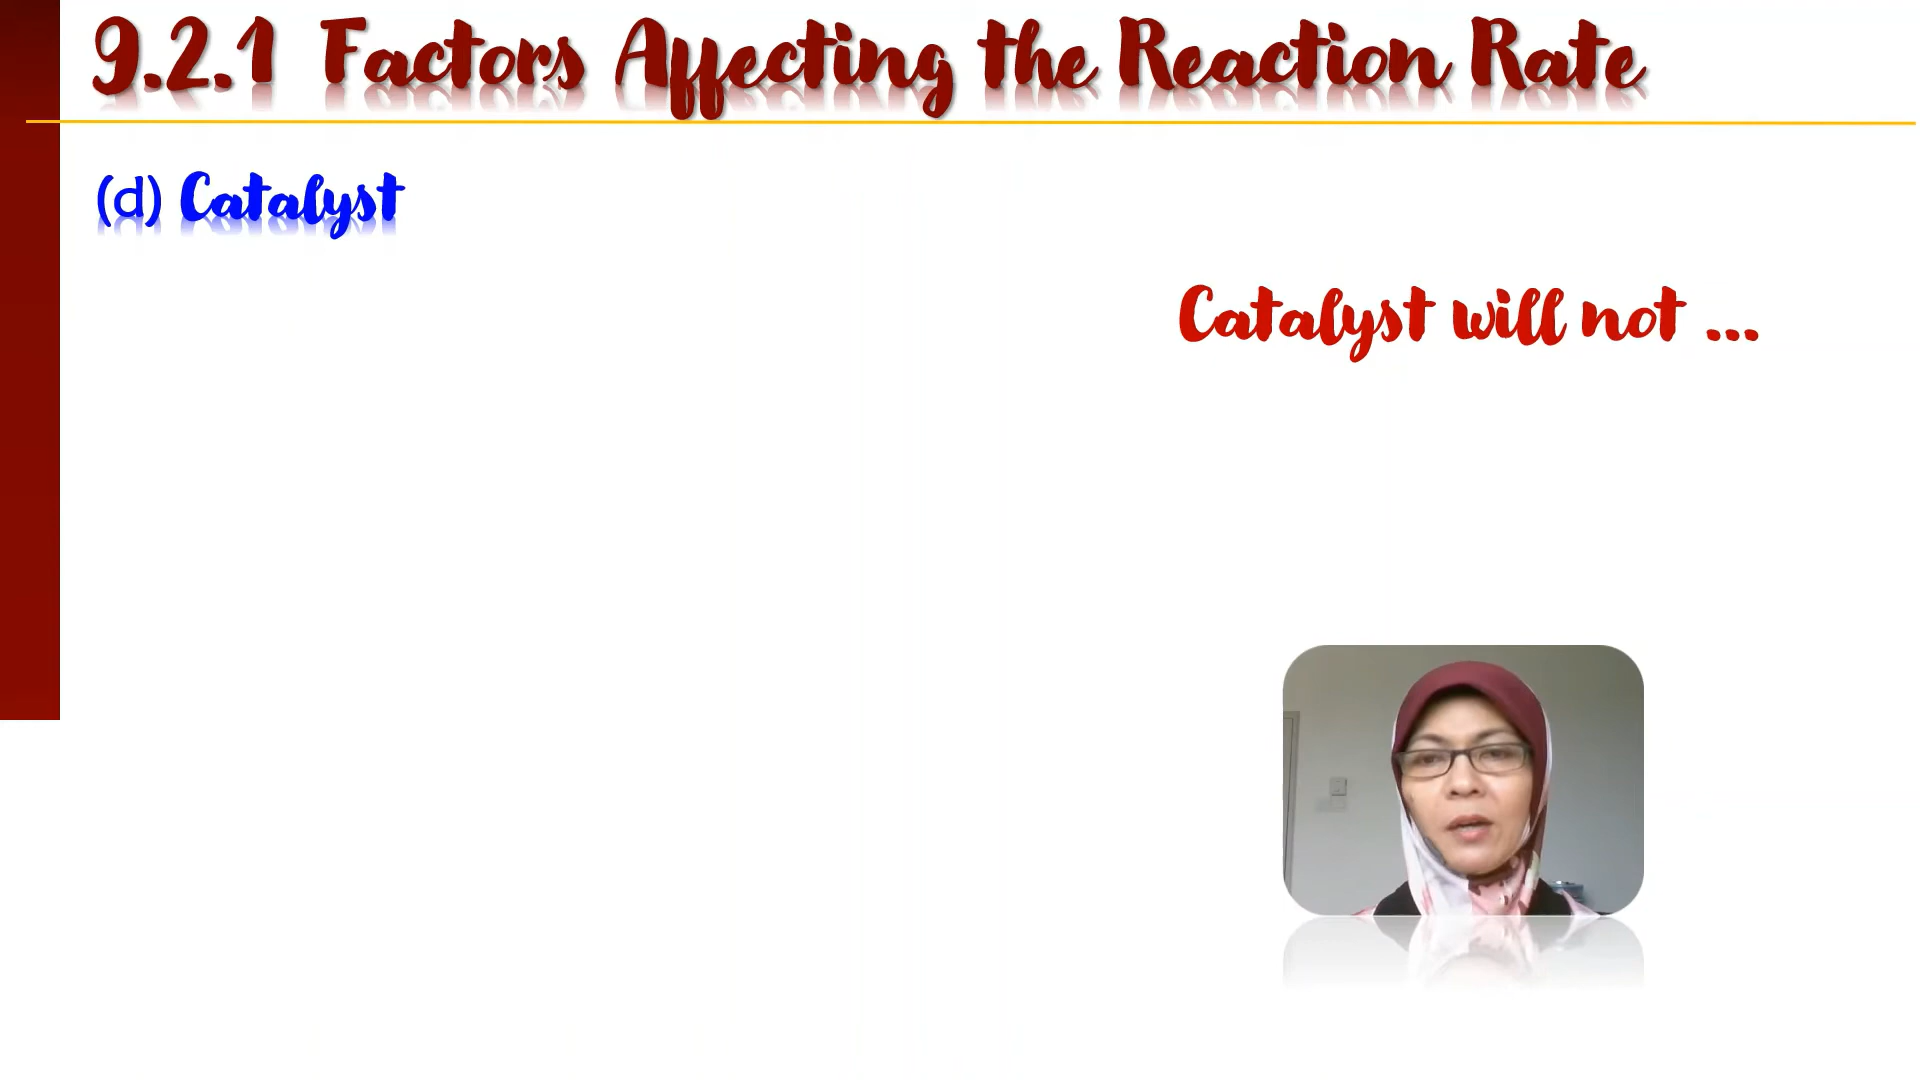 9.2.1 Factors Affecting the Reaction Rate
(d) Catalyst
Catalyst will not ...